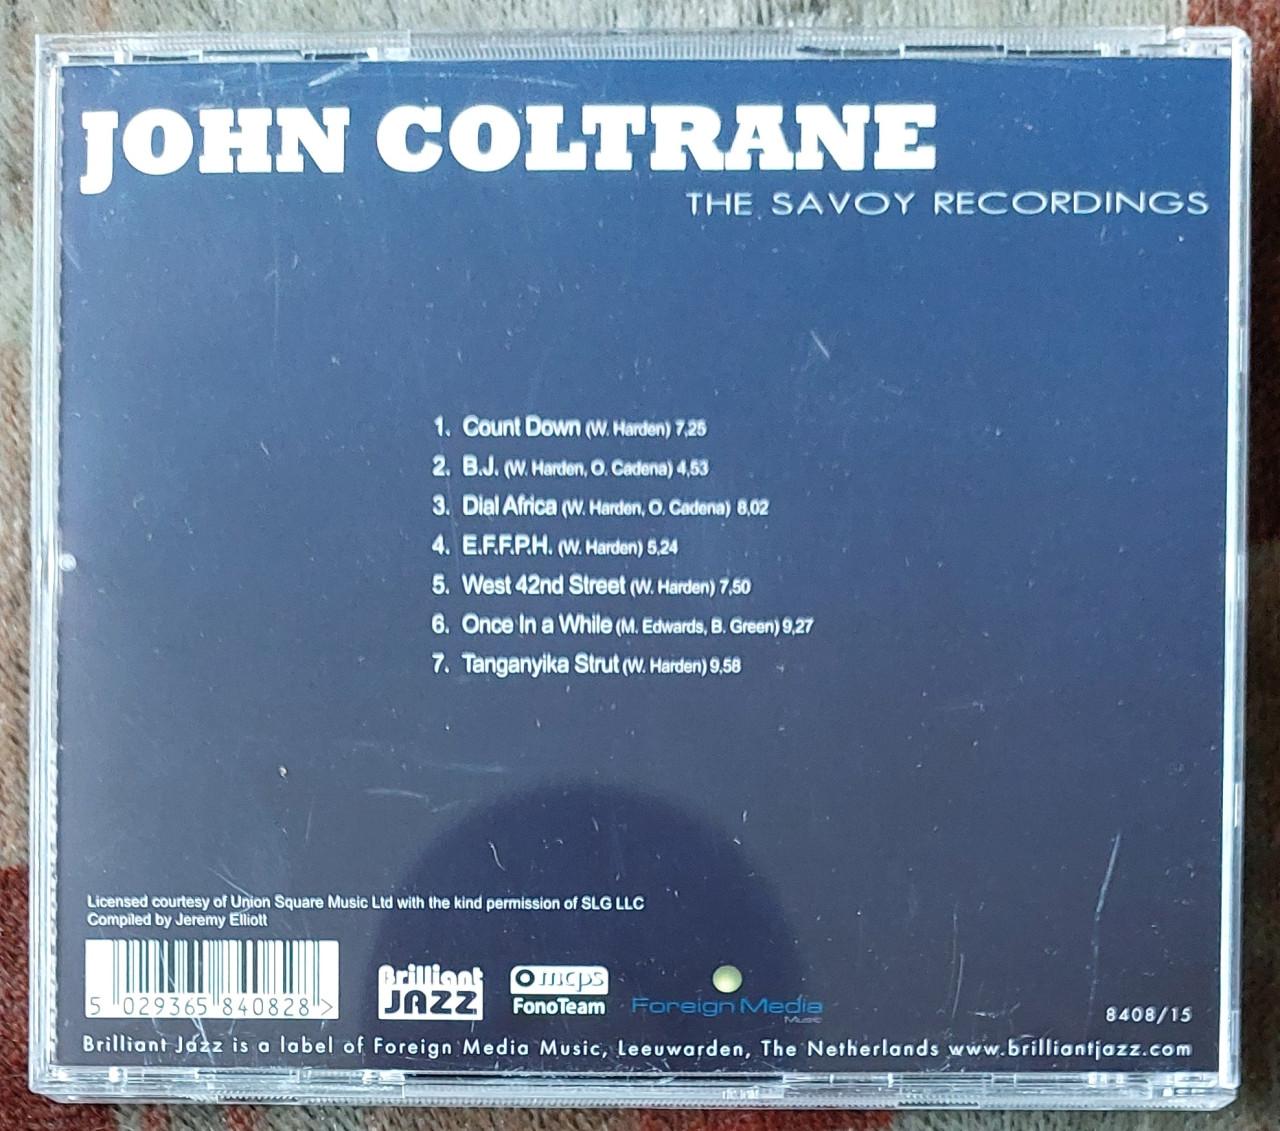 JOHN COLTRANE
THE SAVOY RECORDINGS
1. Count Down (W. Harden) 7,25
2. B.J. (W. Harden, O. Cadena) 4,53
3. Dial Africa (W. Harden, O. Cadena) 8,02
4. E.F.F.P.H. (W. Harden) 5,24
5. West 42nd Street (W. Harden) 7,50
6. Once In a While (M. Edwards, B. Green) 9,27
7. Tanganyika Strut (W. Harden) 9,58
Licensed courtesy of Union Square Music Ltd with the kind permission of SLG LLC
Compiled by Jeremy Elliott
5 029365 840828 >
Brilliant
JAZZ
mcps
FonoTeam
Foreign Media
Music
8408/15
Brilliant Jazz is a label of Foreign Media Music, Leeuwarden, The Netherlands www.brilliantjazz.com